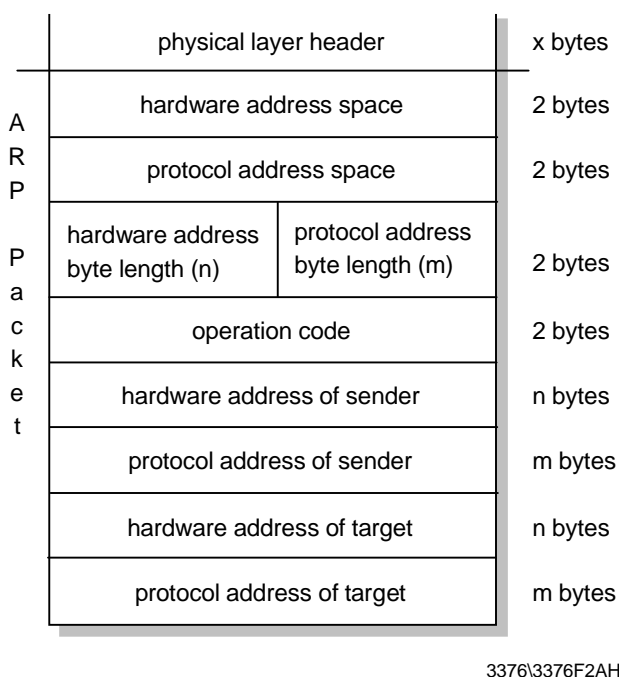 physical layer header x bytes
hardware address space 2 bytes
protocol address space 2 bytes
hardware address
byte length (n)
protocol address
byte length (m)
2 bytes
operation code 2 bytes
hardware address of sender n bytes
protocol address of sender m bytes
hardware address of target n bytes
protocol address of target m bytes
ARP Packet
3376\3376F2AH